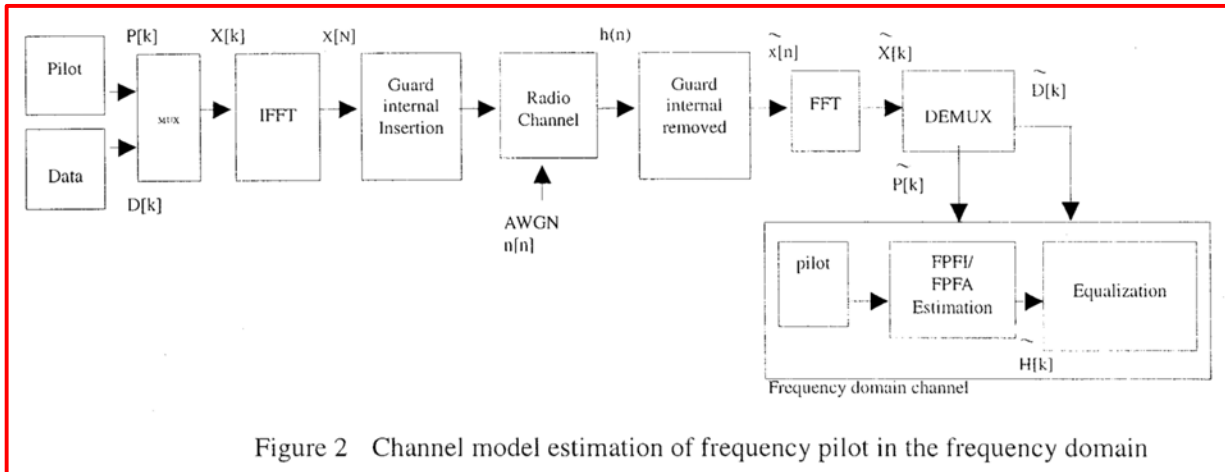 P[k] X[k] x[N] h(n) x̃[n] X̃[k]
Pilot
MUX
IFFT
Guard
internal
Insertion
Radio
Channel
Guard
internal
removed
FFT
DEMUX
D̃[k]
Data
D[k]
AWGN
n[n]
P̃[k]
pilot
FPFI/
FPFA
Estimation
Equalization
H̃[k]
Frequency domain channel
Figure 2 Channel model estimation of frequency pilot in the frequency domain